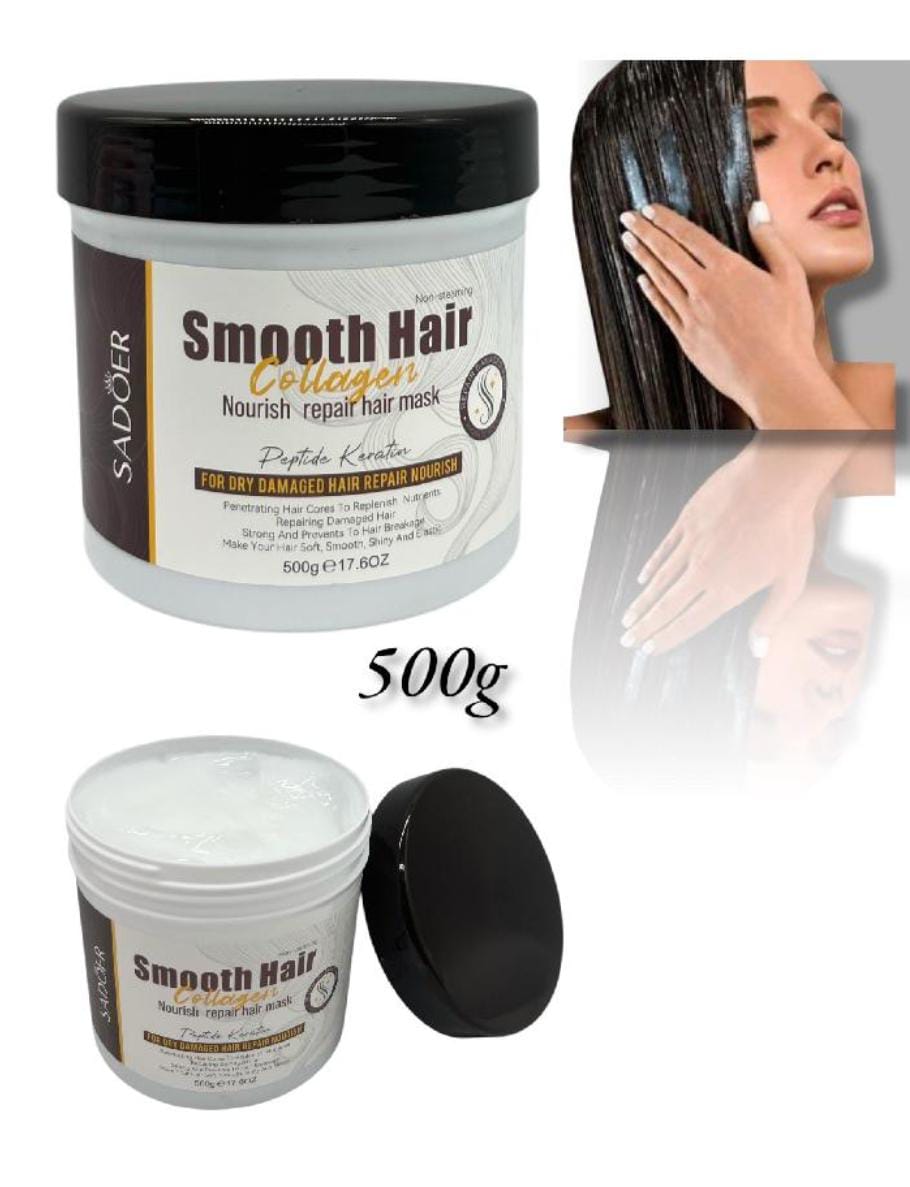 Non-steaming
Smooth Hair
Collagen
Nourish repair hair mask
SADOER
Peptide Keratin
FOR DRY DAMAGED HAIR REPAIR NOURISH
Penetrating Hair Cores To Replenish Nutrients
Repairing Damaged Hair
Strong And Prevents To Hair Breakage
Make Your Hair Soft, Smooth, Shiny And Elastic
500g e 17.6OZ
500g
SADOER
Smooth Hair
Collagen
Nourish repair hair mask
Peptide Keratin
FOR DRY DAMAGED HAIR REPAIR NOURISH
500g e 17.6OZ